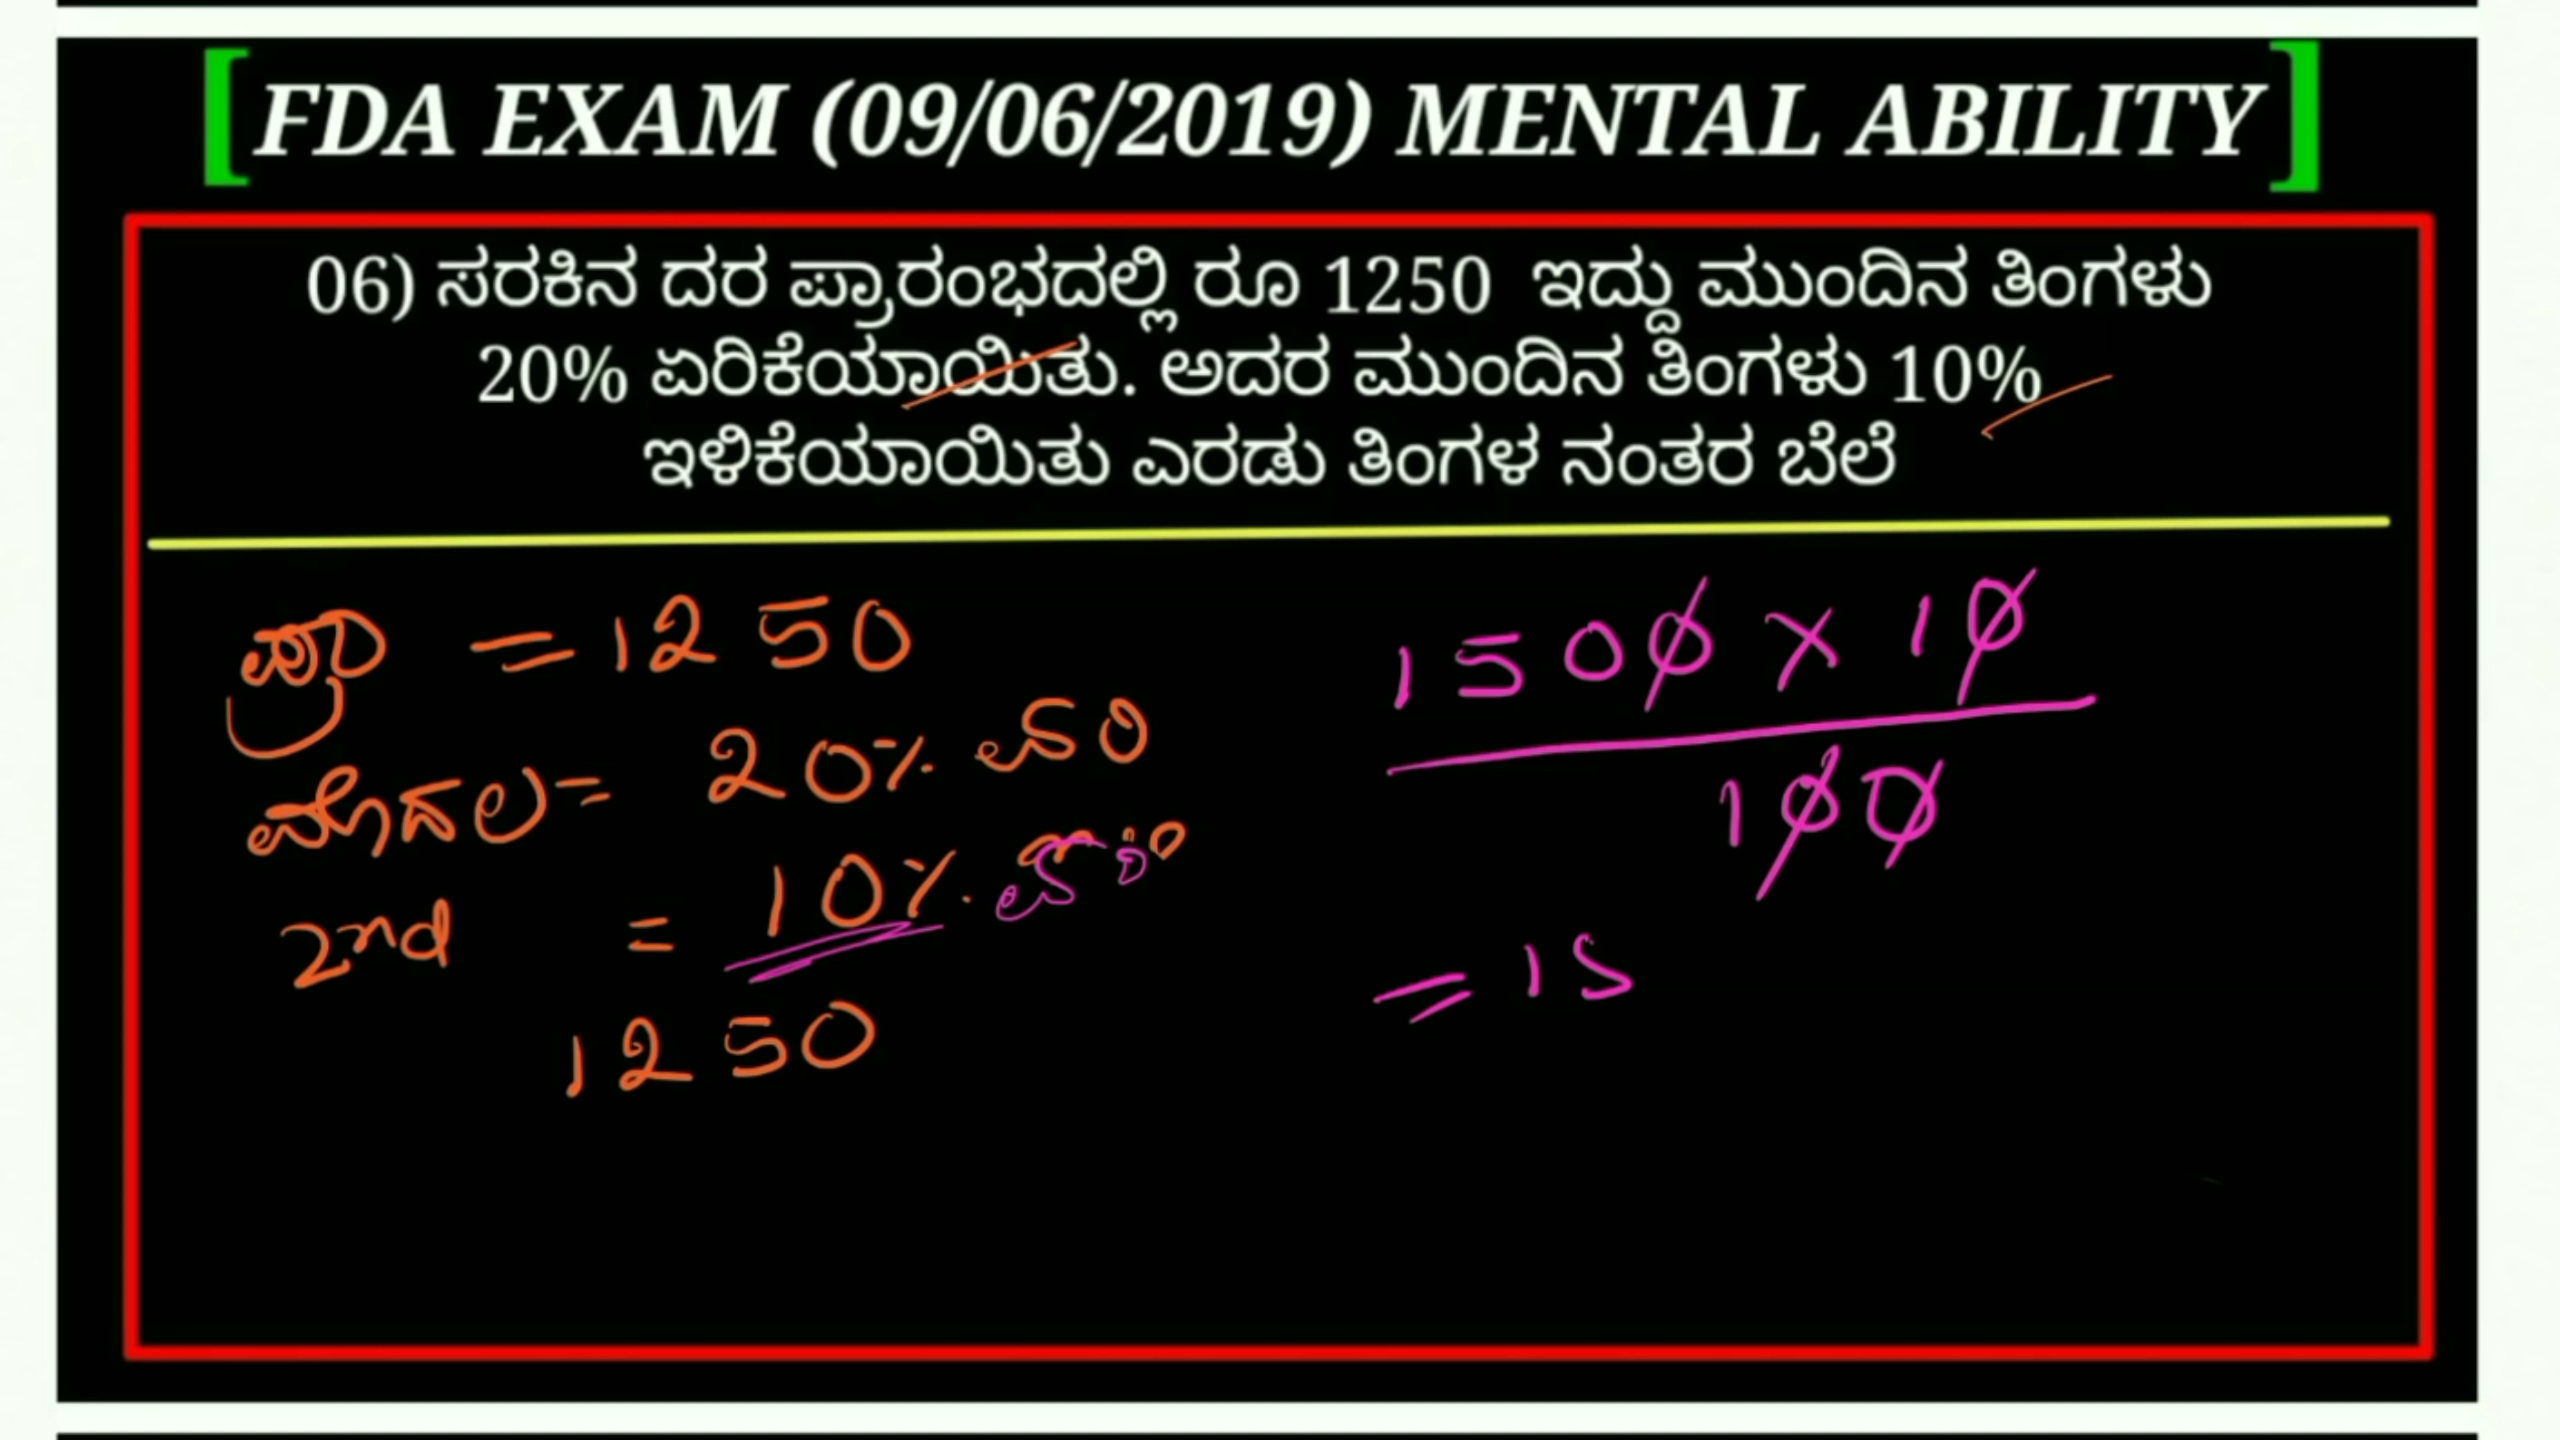 [FDA EXAM (09/06/2019) MENTAL ABILITY]
06) ಸರಕಿನ ದರ ಪ್ರಾರಂಭದಲ್ಲಿ ರೂ 1250 ಇದ್ದು ಮುಂದಿನ ತಿಂಗಳು
20% ಏರಿಕೆಯಾಯಿತು. ಅದರ ಮುಂದಿನ ತಿಂಗಳು 10%
ಇಳಿಕೆಯಾಯಿತು ಎರಡು ತಿಂಗಳ ನಂತರ ಬೆಲೆ
ಪ್ರಾ = 1250
ಮೊದಲ = 20%
2nd = 10%
1250
1500 x 10
100
= 15